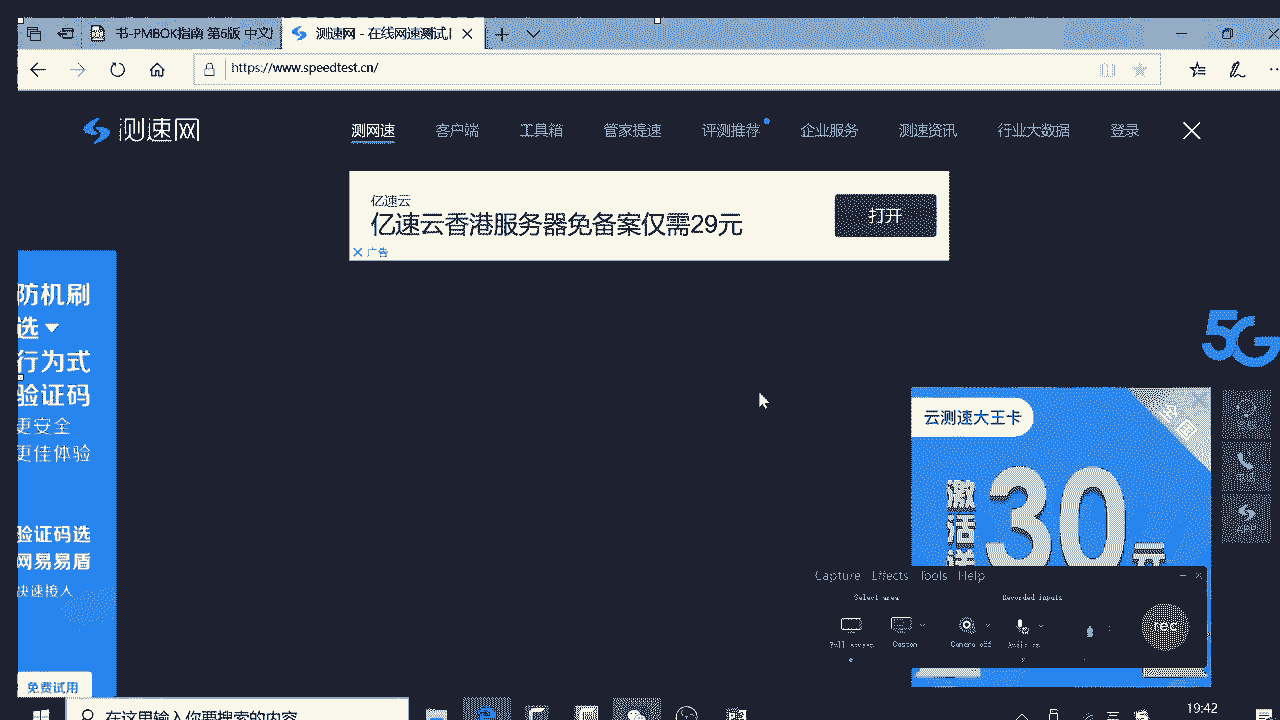 书-PMBOK指南 第6版 中文
测速网 - 在线网速测试,
https://www.speedtest.cn/
测速网
测网速
客户端
工具箱
管家提速
评测推荐
企业服务
测速资讯
行业大数据
登录
亿速云
亿速云香港服务器免备案仅需29元
打开
广告
防机刷
选
行为式
验证码
更安全
更佳体验
验证码选
网易易盾
快速接入
免费试用
5G
云测速大王卡
激活送
30元
Capture Effects Tools Help
Select area
Recorded inputs
Full screen
Custom
Camera off
Audio on
rec
在这里输入你要搜索的内容
19:42